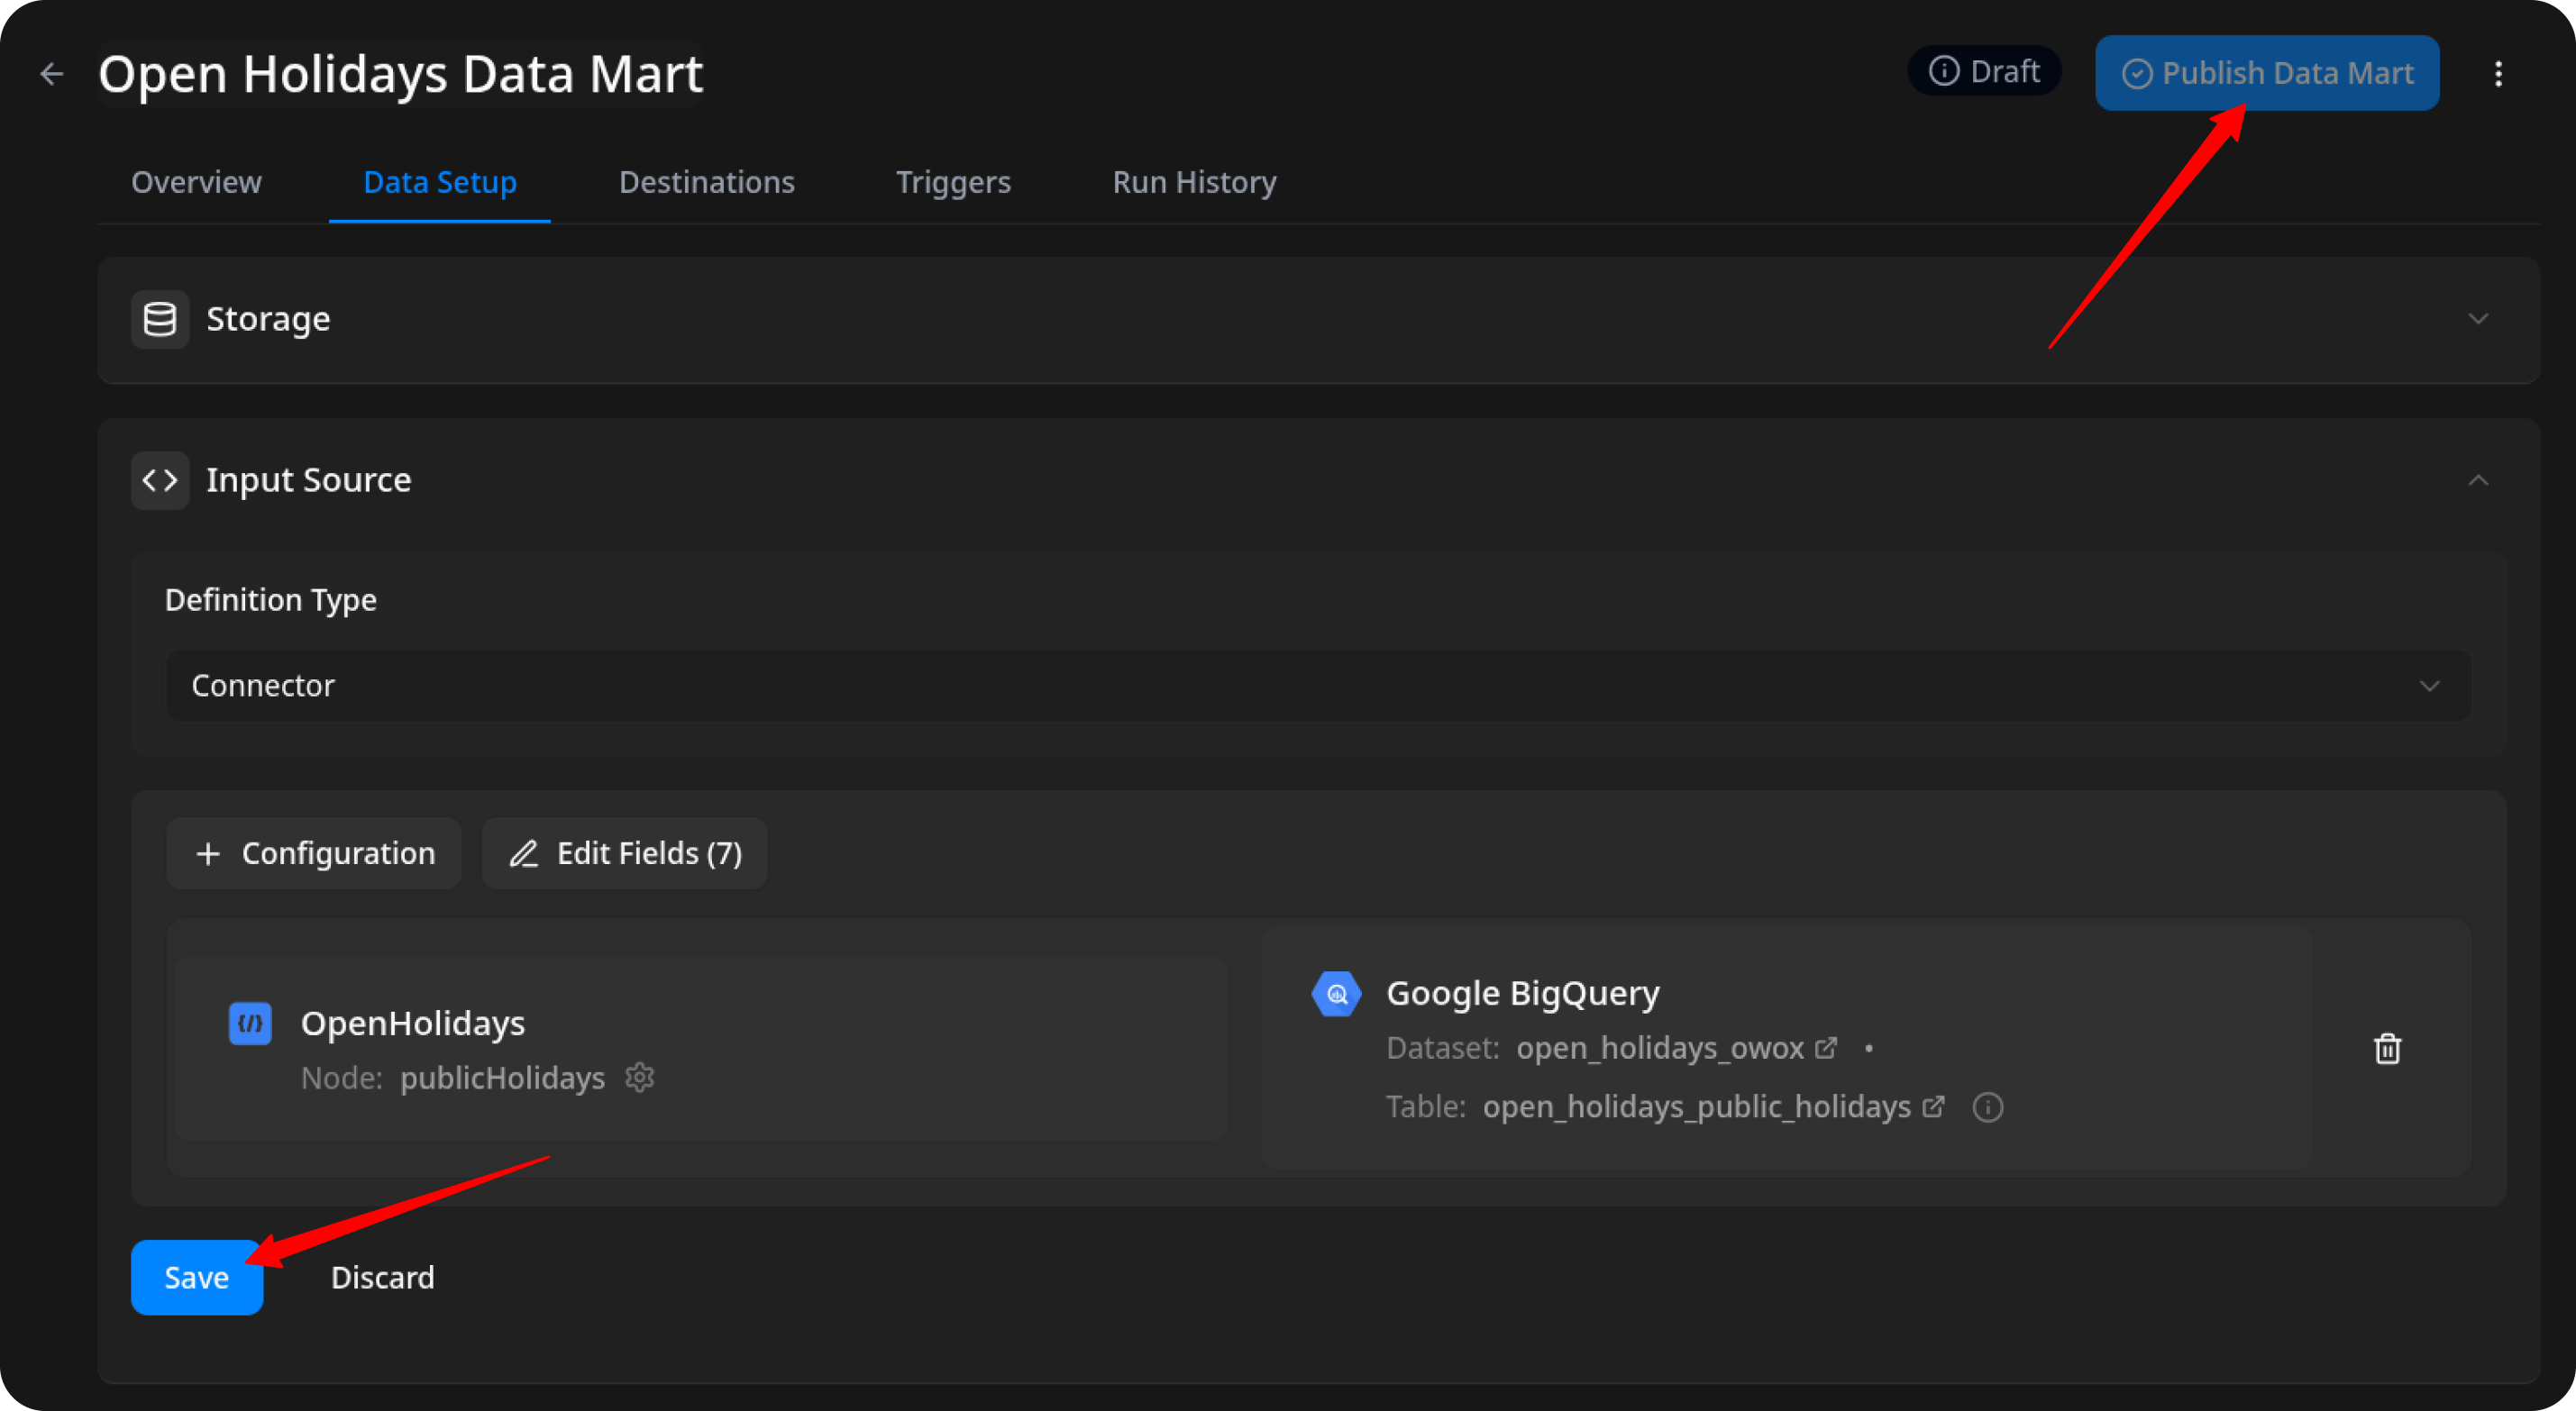 Open Holidays Data Mart
Draft
Publish Data Mart
Overview
Data Setup
Destinations
Triggers
Run History
Storage
Input Source
Definition Type
Connector
Configuration
Edit Fields (7)
OpenHolidays
Node: publicHolidays
Google BigQuery
Dataset: open_holidays_owox •
Table: open_holidays_public_holidays
Save
Discard